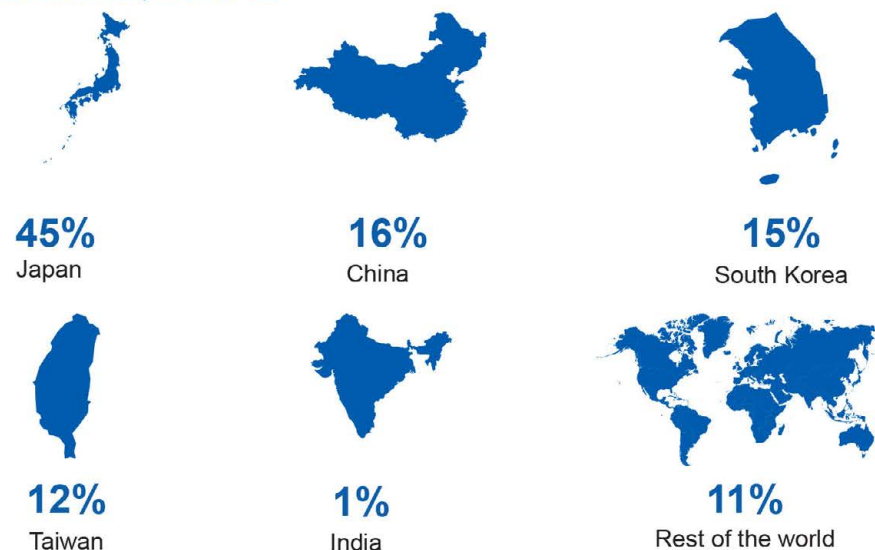 45%
Japan
16%
China
15%
South Korea
12%
Taiwan
1%
India
11%
Rest of the world